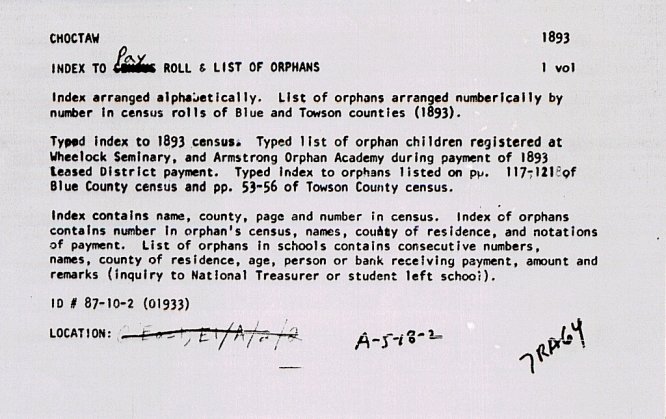 CHOCTAW 1893
INDEX TO Pay ROLL & LIST OF ORPHANS 1 vol
Index arranged alphabetically. List of orphans arranged numberically by
number in census rolls of Blue and Towson counties (1893).
Typed index to 1893 census. Typed list of orphan children registered at
Wheelock Seminary, and Armstrong Orphan Academy during payment of 1893
Leased District payment. Typed index to orphans listed on pp. 117-121 of
Blue County census and pp. 53-56 of Towson County census.
Index contains name, county, page and number in census. Index of orphans
contains number in orphan's census, names, county of residence, and notations
of payment. List of orphans in schools contains consecutive numbers,
names, county of residence, age, person or bank receiving payment, amount and
remarks (inquiry to National Treasurer or student left school).
ID # 87-10-2 (01933)
LOCATION: A-5-18-2
7RA64